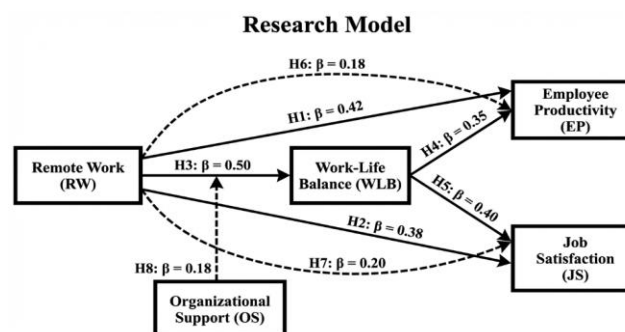 Research Model
H6: β = 0.18
Employee
Productivity
(EP)
H1: β = 0.42
H4: β = 0.35
Remote Work
(RW)
H3: β = 0.50
Work-Life
Balance (WLB)
H5: β = 0.40
H2: β = 0.38
H7: β = 0.20
Job
Satisfaction
(JS)
H8: β = 0.18
Organizational
Support (OS)